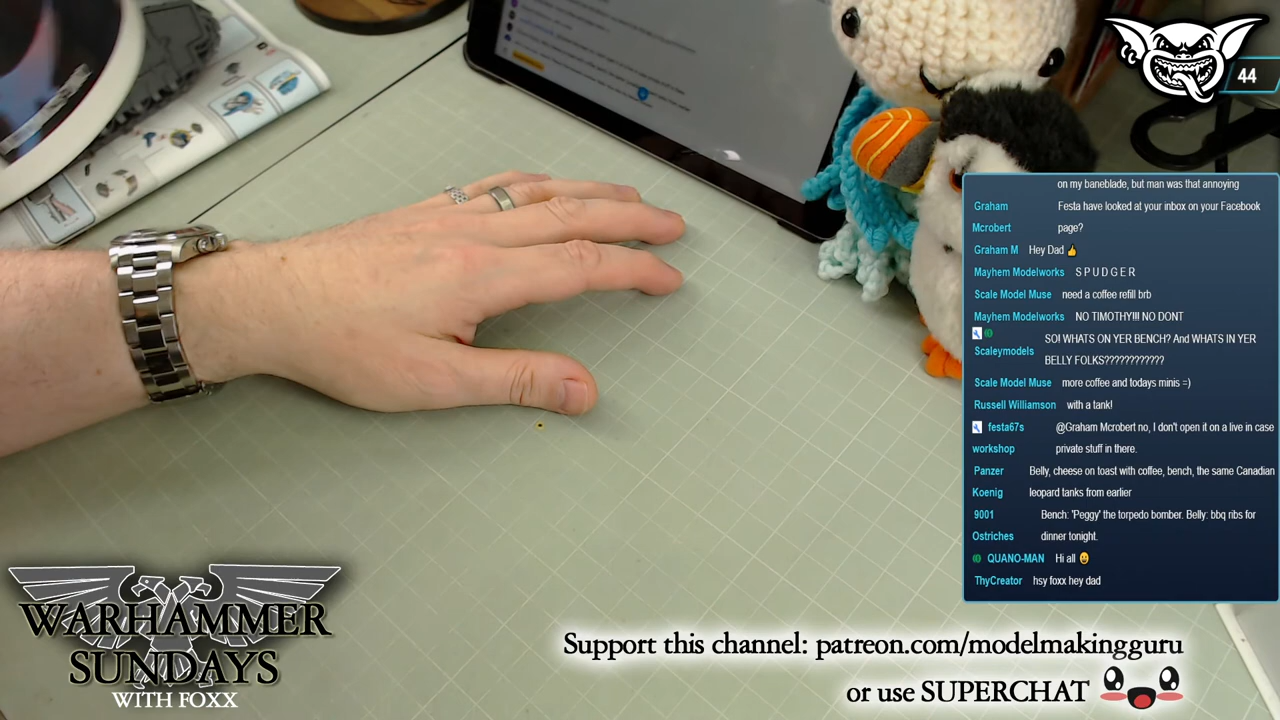 44
on my baneblade, but man was that annoying
Graham Festa have looked at your inbox on your Facebook
Mcrobert page?
Graham M Hey Dad 👍
Mayhem Modelworks S P U D G E R
Scale Model Muse need a coffee refill brb
Mayhem Modelworks NO TIMOTHY!!! NO DONT
SO! WHATS ON YER BENCH? And WHATS IN YER
Scaleymodels BELLY FOLKS????????????
Scale Model Muse more coffee and todays minis =)
Russell Williamson with a tank!
festa67s @Graham Mcrobert no, I don't open it on a live in case
workshop private stuff in there.
Panzer Belly, cheese on toast with coffee, bench, the same Canadian
Koenig leopard tanks from earlier
9001 Bench: 'Peggy' the torpedo bomber. Belly: bbq ribs for
Ostriches dinner tonight.
QUANO-MAN Hi all 😛
ThyCreator hsy foxx hey dad
WARHAMMER
SUNDAYS
WITH FOXX
Support this channel: patreon.com/modelmakingguru
or use SUPERCHAT